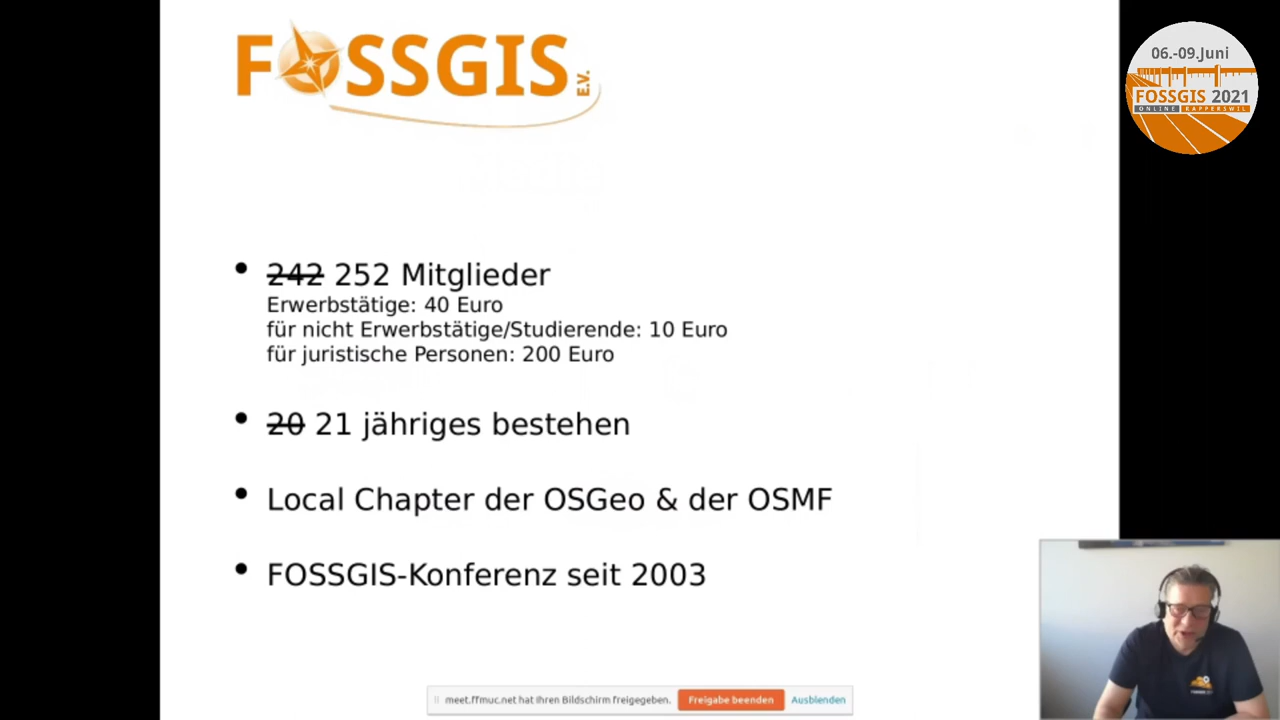 FOSSGIS E.V.
06.-09.Juni
FOSSGIS 2021
ONLINE RAPPERSWIL
242 252 Mitglieder
Erwerbstätige: 40 Euro
für nicht Erwerbstätige/Studierende: 10 Euro
für juristische Personen: 200 Euro
20 21 jähriges bestehen
Local Chapter der OSGeo & der OSMF
FOSSGIS-Konferenz seit 2003
meet.ffmuc.net hat Ihren Bildschirm freigegeben. Freigabe beenden Ausblenden